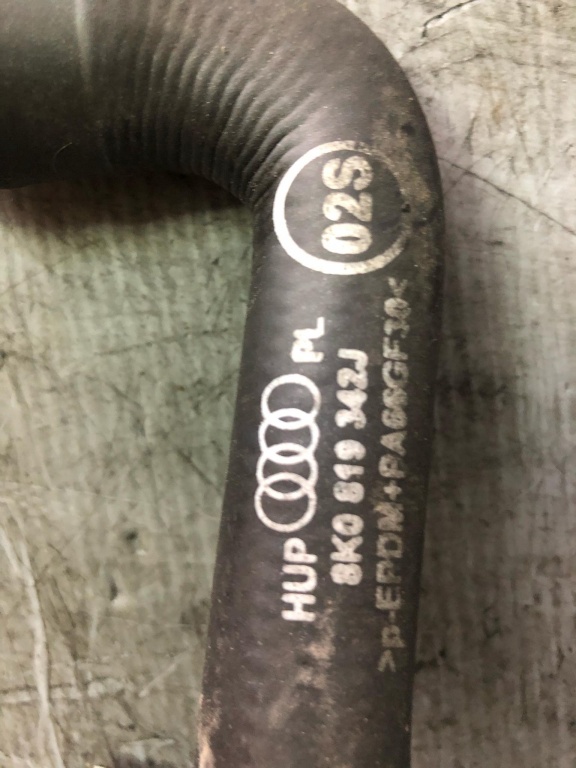 02S
HUP PL
8K0 819 342J
>p-EPDM+PA66GF30<